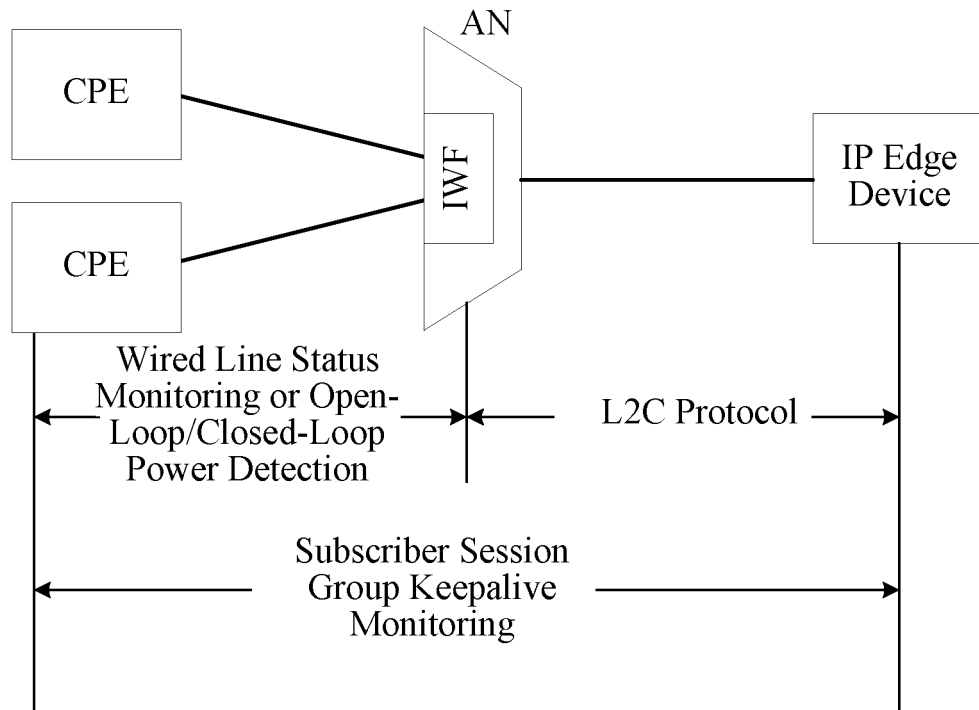 AN
CPE
IWF
IP Edge
Device
CPE
Wired Line Status
Monitoring or Open-
Loop/Closed-Loop
Power Detection
L2C Protocol
Subscriber Session
Group Keepalive
Monitoring